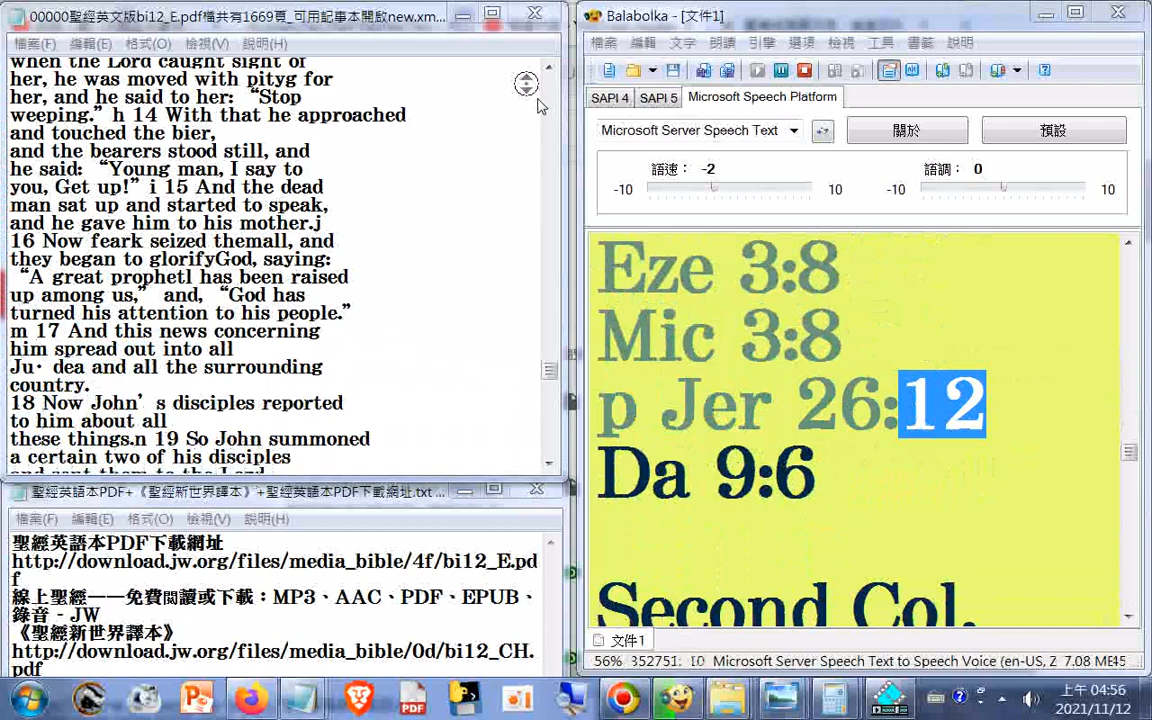 00000聖經英文版bi12_E.pdf檔共有1669頁_可用記事本開啟new.xm...
檔案(F) 編輯(E) 格式(O) 檢視(V) 說明(H)
when the Lord caught sight of
her, he was moved with pityg for
her, and he said to her: “Stop
weeping.” h 14 With that he approached
and touched the bier,
and the bearers stood still, and
he said: “Young man, I say to
you, Get up!” i 15 And the dead
man sat up and started to speak,
and he gave him to his mother.j
16 Now feark seized themall, and
they began to glorifyGod, saying:
“A great prophetl has been raised
up among us,” and, “God has
turned his attention to his people.”
m 17 And this news concerning
him spread out into all
Ju· dea and all the surrounding
country.
18 Now John’ s disciples reported
to him about all
these things.n 19 So John summoned
a certain two of his disciples
and sent them to the Lord
聖經英語本PDF+《聖經新世界譯本》+聖經英語本PDF下載網址.txt ...
檔案(F) 編輯(E) 格式(O) 檢視(V) 說明(H)
聖經英語本PDF下載網址
http://download.jw.org/files/media_bible/4f/bi12_E.pd
f
線上聖經——免費閱讀或下載：MP3、AAC、PDF、EPUB、
錄音 - JW
《聖經新世界譯本》
http://download.jw.org/files/media_bible/0d/bi12_CH.
pdf
Balabolka - [文件1]
檔案 編輯 文字 朗讀 引擎 選項 檢視 工具 書籤 說明
SAPI 4 SAPI 5 Microsoft Speech Platform
Microsoft Server Speech Text 關於 預設
語速： -2 語調： 0
-10 10 -10 10
Eze 3:8
Mic 3:8
p Jer 26:12
Da 9:6
Second Col.
文件1
56% 352751: 10 Microsoft Server Speech Text to Speech Voice (en-US, Z 7.08 ME45
上午 04:56
2021/11/12